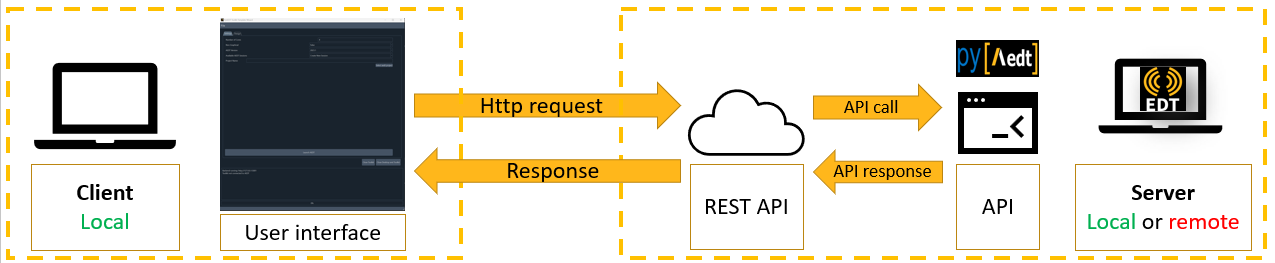 Client
Local
User interface
Http request
Response
REST API
API call
API response
py[Aedt]
API
EDT
Server
Local or remote